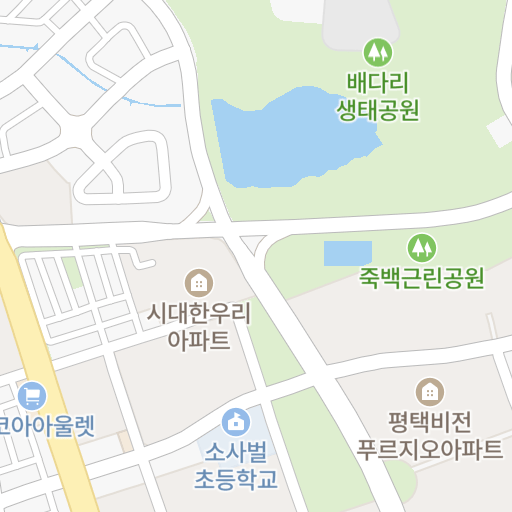 배다리
생태공원
죽백근린공원
시대한우리
아파트
코아아울렛
평택비전
푸르지오아파트
소사벌
초등학교